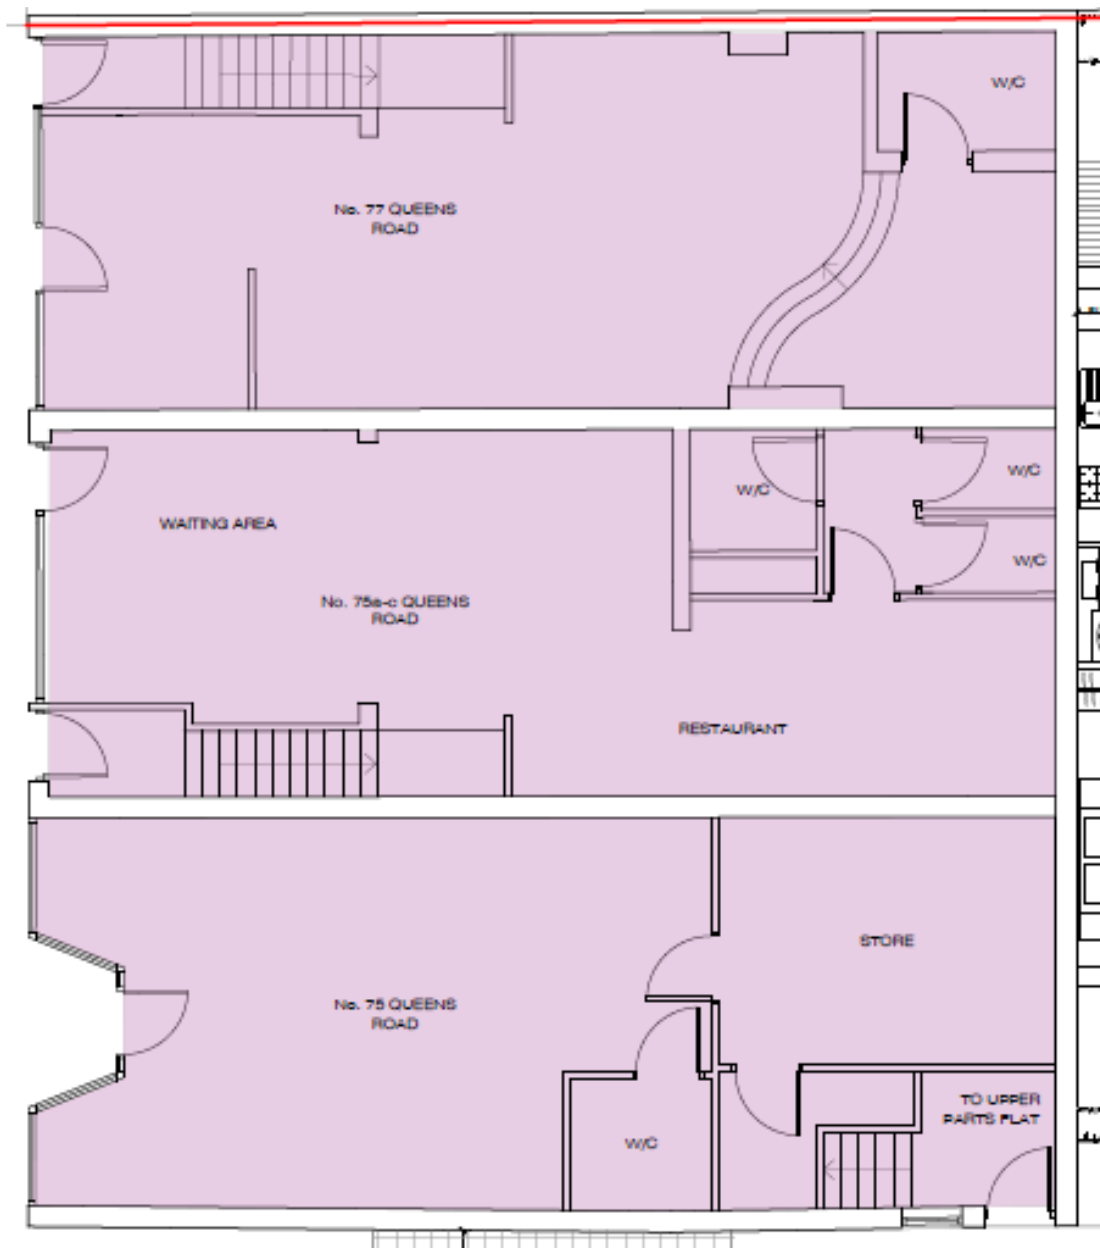 W/C
No. 77 QUEENS
ROAD
W/C
W/C
WAITING AREA
W/C
No. 75a-c QUEENS
ROAD
RESTAURANT
STORE
No. 75 QUEENS
ROAD
TO UPPER
PARTS FLAT
W/C